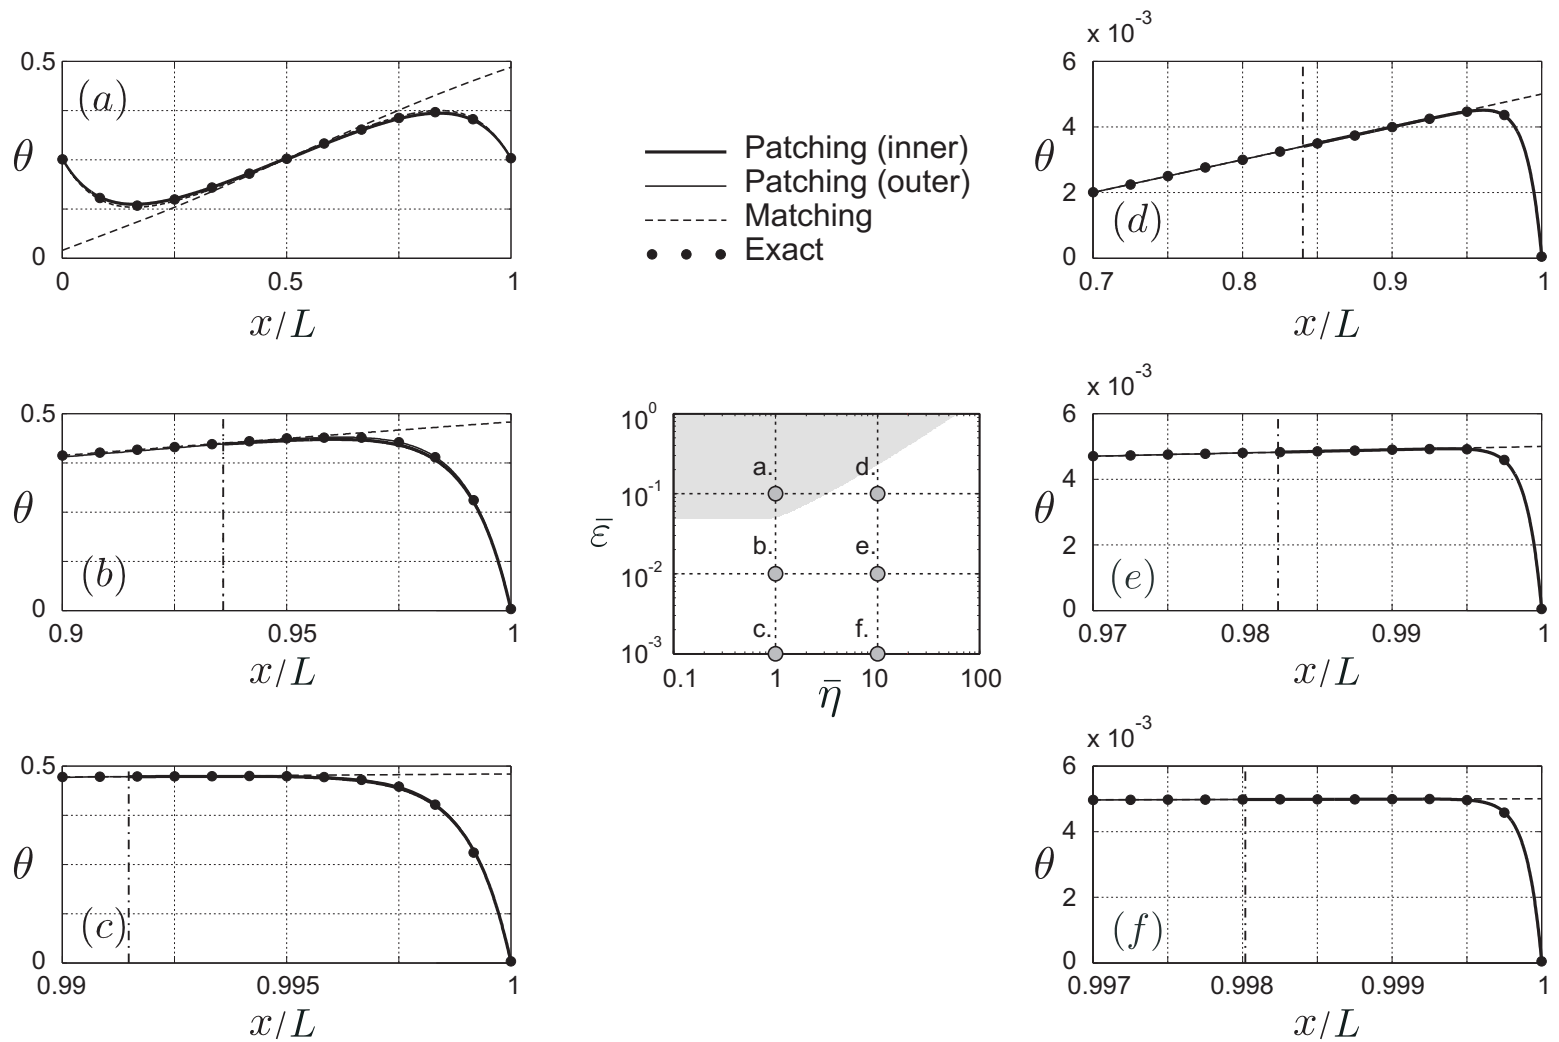 (a)
0.5
θ
0
0 0.5 1
x/L
Patching (inner)
Patching (outer)
Matching
Exact
x 10^-3
(d)
6
4
θ
2
0
0.7 0.8 0.9 1
x/L
(b)
0.5
θ
0
0.9 0.95 1
x/L
10^0
10^-1
10^-2
10^-3
ε̄
a. d.
b. e.
c. f.
0.1 1 10 100
η̄
x 10^-3
(e)
6
4
θ
2
0
0.97 0.98 0.99 1
x/L
(c)
0.5
θ
0
0.99 0.995 1
x/L
x 10^-3
(f)
6
4
θ
2
0
0.997 0.998 0.999 1
x/L